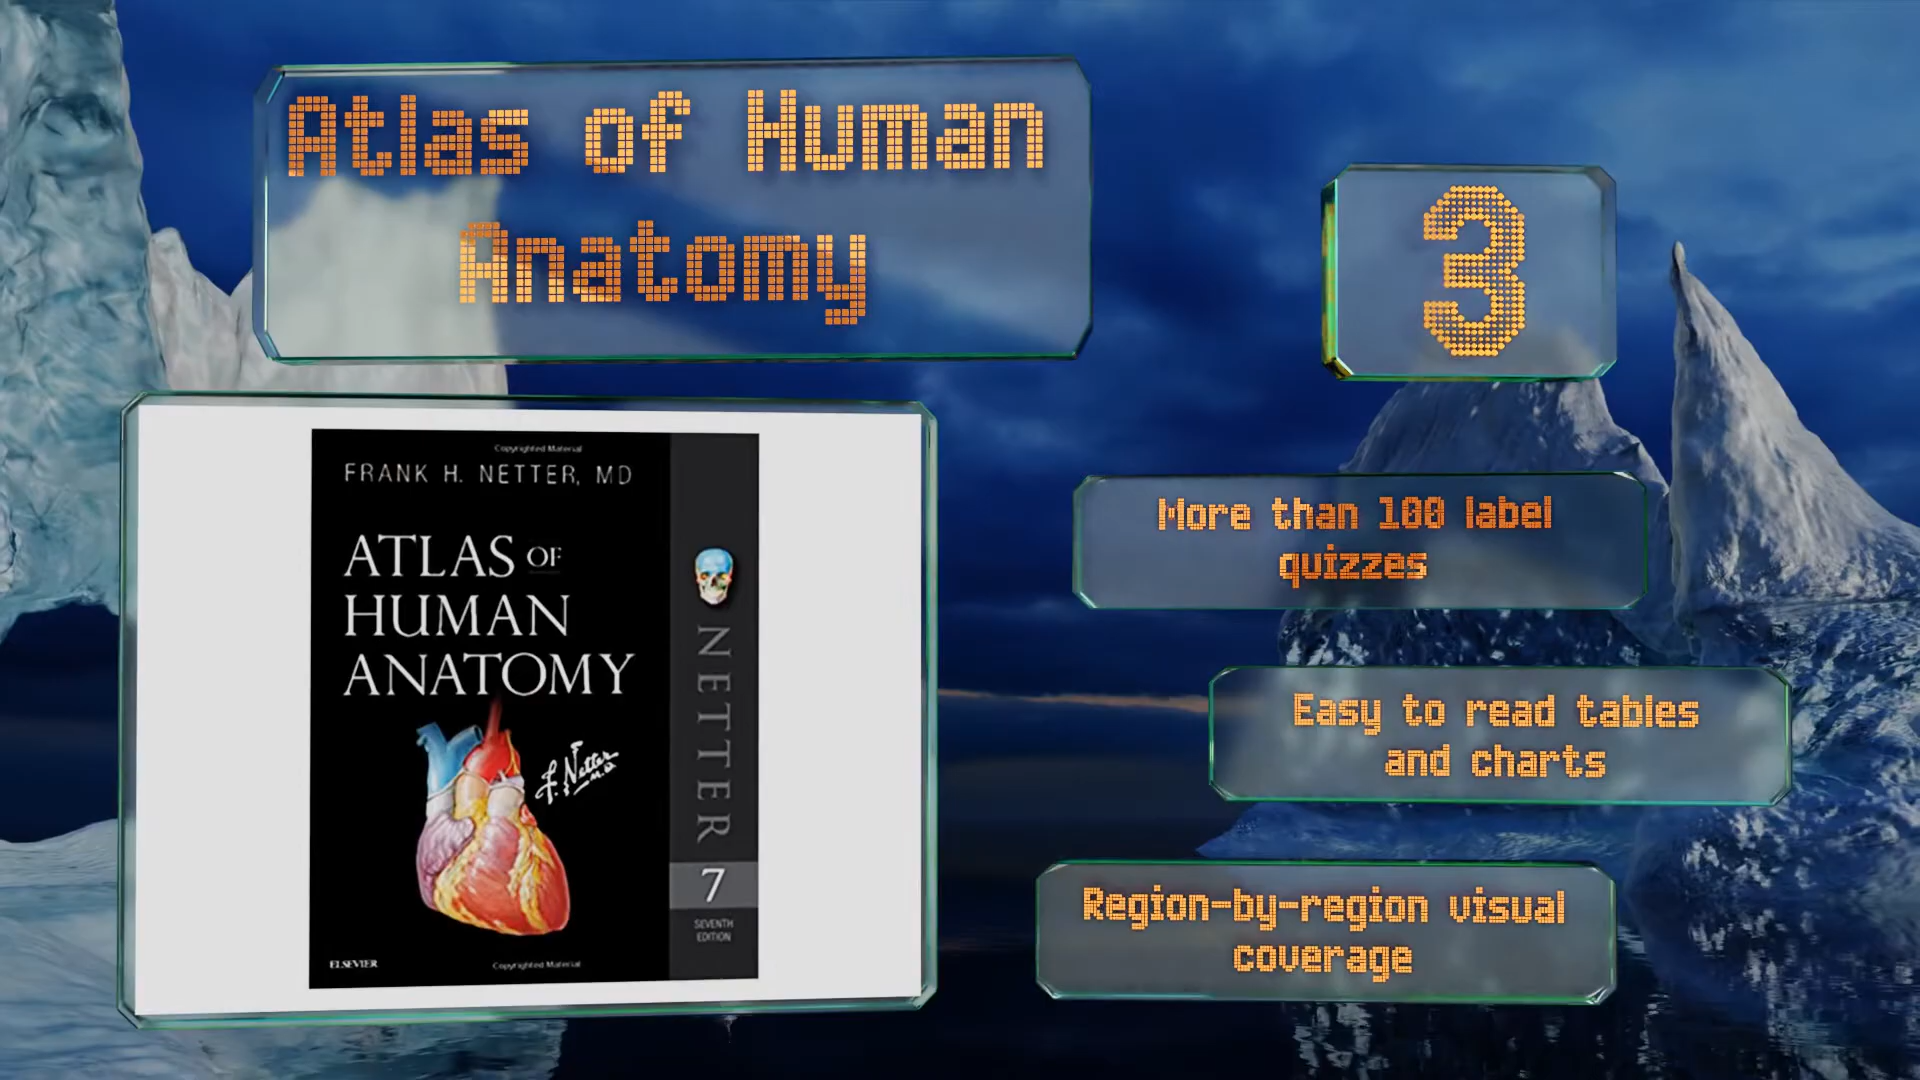 Atlas of Human
Anatomy
3
Copyrighted Material
FRANK H. NETTER, MD
ATLAS OF
HUMAN
ANATOMY
F. Netter
M.D.
NETTER
7
SEVENTH
EDITION
ELSEVIER
Copyrighted Material
More than 100 label
quizzes
Easy to read tables
and charts
Region-by-region visual
coverage